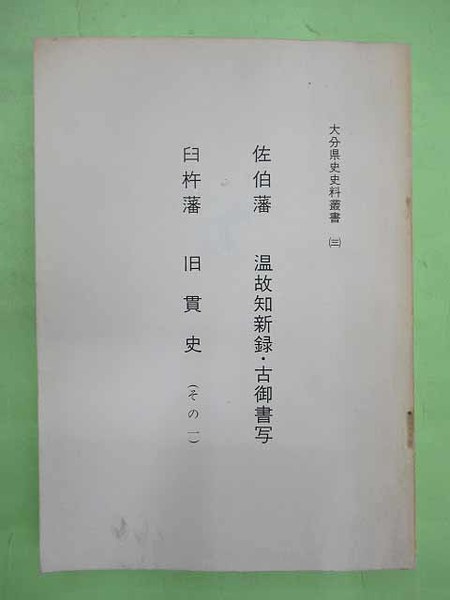 大分県史史料叢書 ㈢
佐伯藩 温故知新録・古御書写
臼杵藩 旧貫史 (その一)